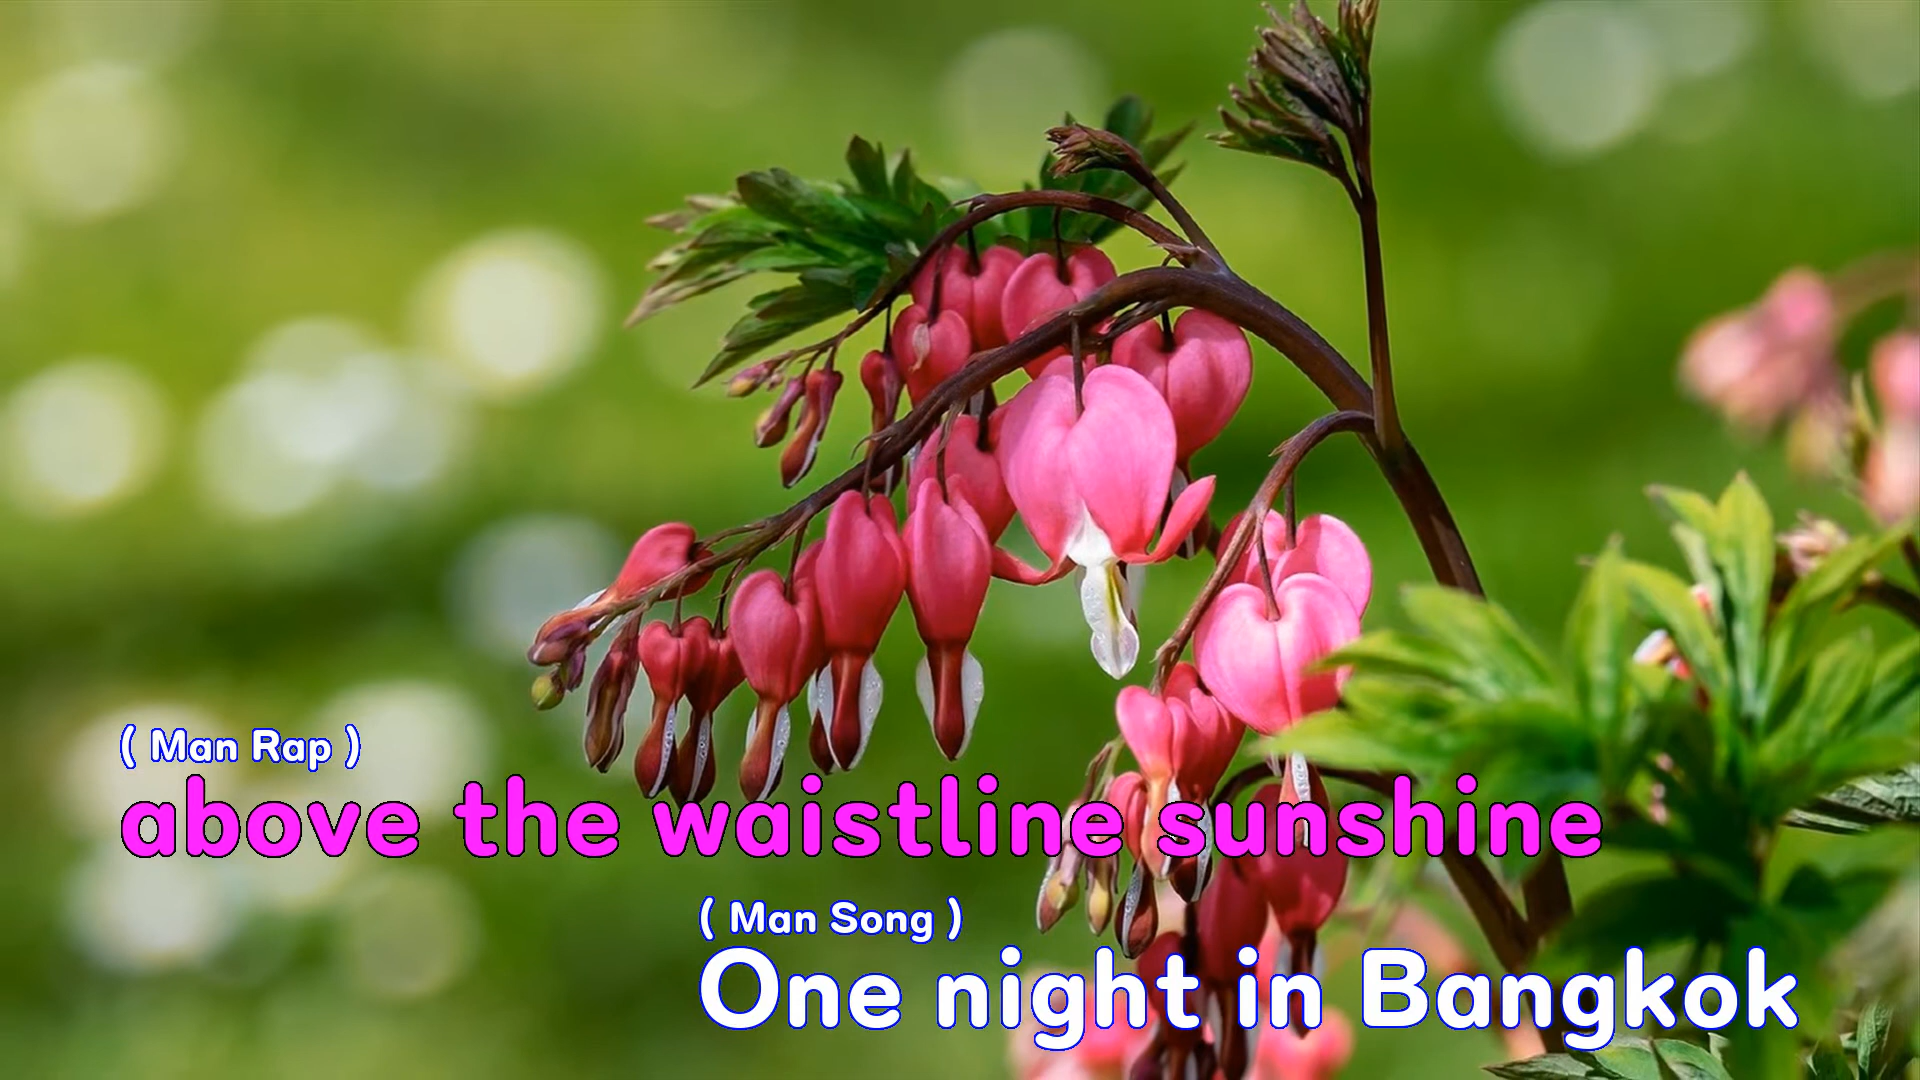 ( Man Rap )
above the waistline sunshine
( Man Song )
One night in Bangkok